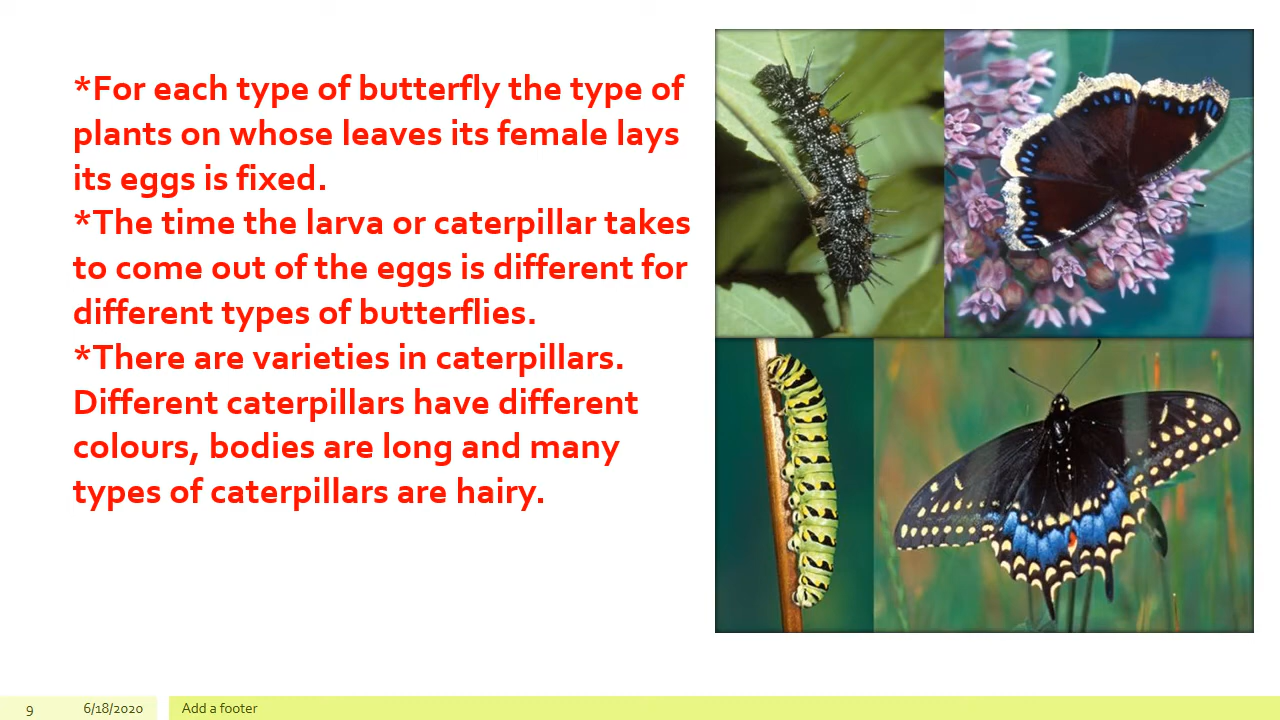 *For each type of butterfly the type of
plants on whose leaves its female lays
its eggs is fixed.
*The time the larva or caterpillar takes
to come out of the eggs is different for
different types of butterflies.
*There are varieties in caterpillars.
Different caterpillars have different
colours, bodies are long and many
types of caterpillars are hairy.
9 6/18/2020 Add a footer